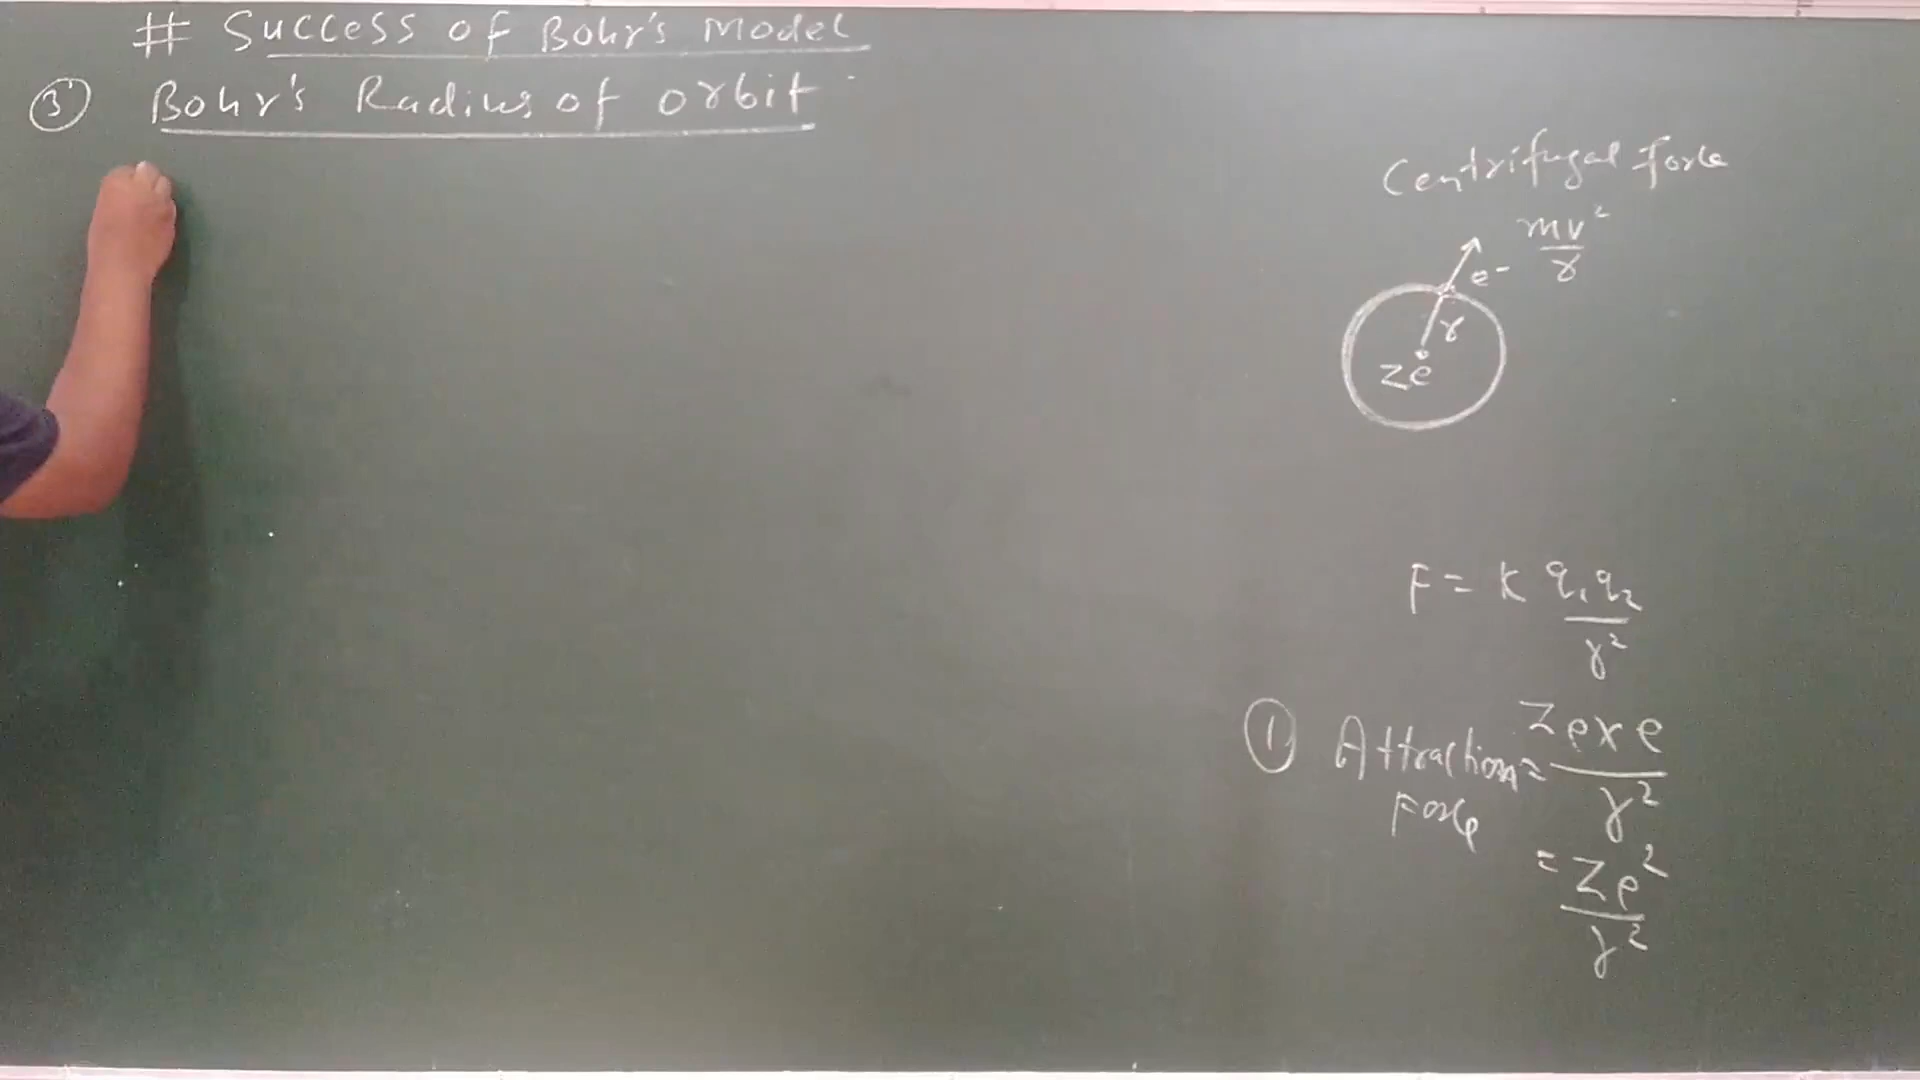 # Success of Bohr's Model
③ Bohr's Radius of orbit
Centrifugal force
mv²/r
e-
r
Ze
F = K q₁q₂/r²
① Attraction Force = Ze×e/r²
= Ze²/r²